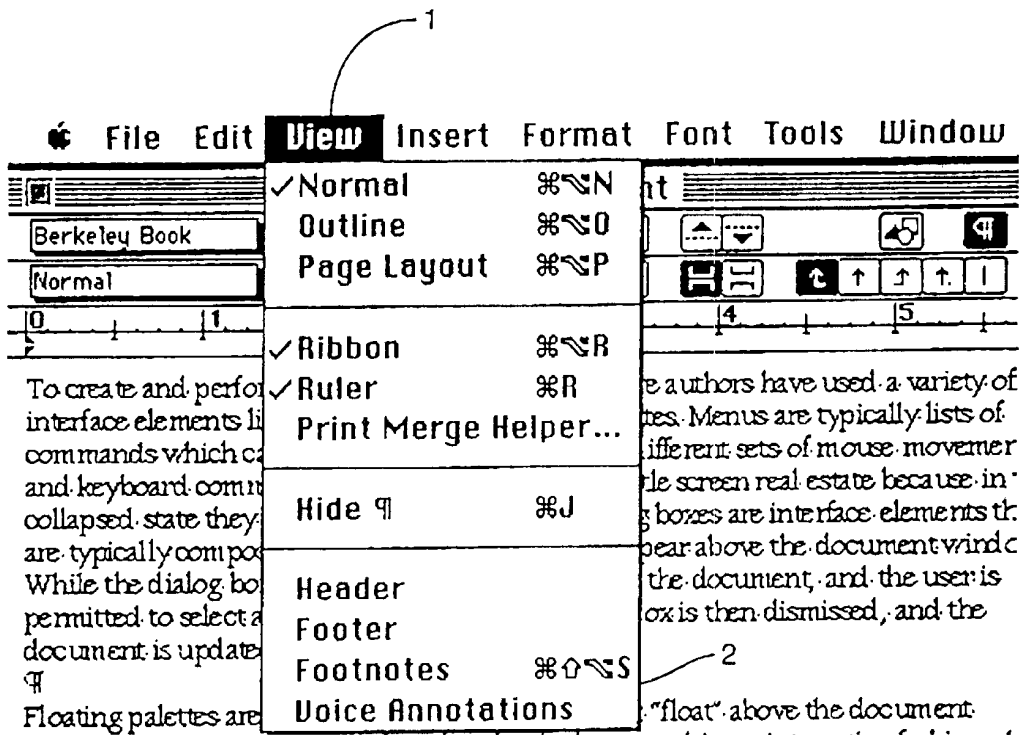 1
File Edit View Insert Format Font Tools Window
✓Normal ⌘⌥N
nt
Outline ⌘⌥O
Page Layout ⌘⌥P
Berkeley Book
Normal
0 1 4 5
✓Ribbon ⌘⌥R
✓Ruler ⌘R
Print Merge Helper...
Hide ¶ ⌘J
Header
Footer
Footnotes ⌘⇧⌥S
Voice Annotations
2
To create and perfor
interface elements li
commands which ca
and keyboard comm
collapsed state they
are typically compos
While the dialog bo
permitted to select a
document is update
¶
Floating palettes are
e authors have used a variety of
tes. Menus are typically lists of
ifferent sets of mouse movemer
tle screen real estate because in
g boxes are interface elements th
pear above the document windo
the document, and the user is
ox is then dismissed, and the
"float" above the document